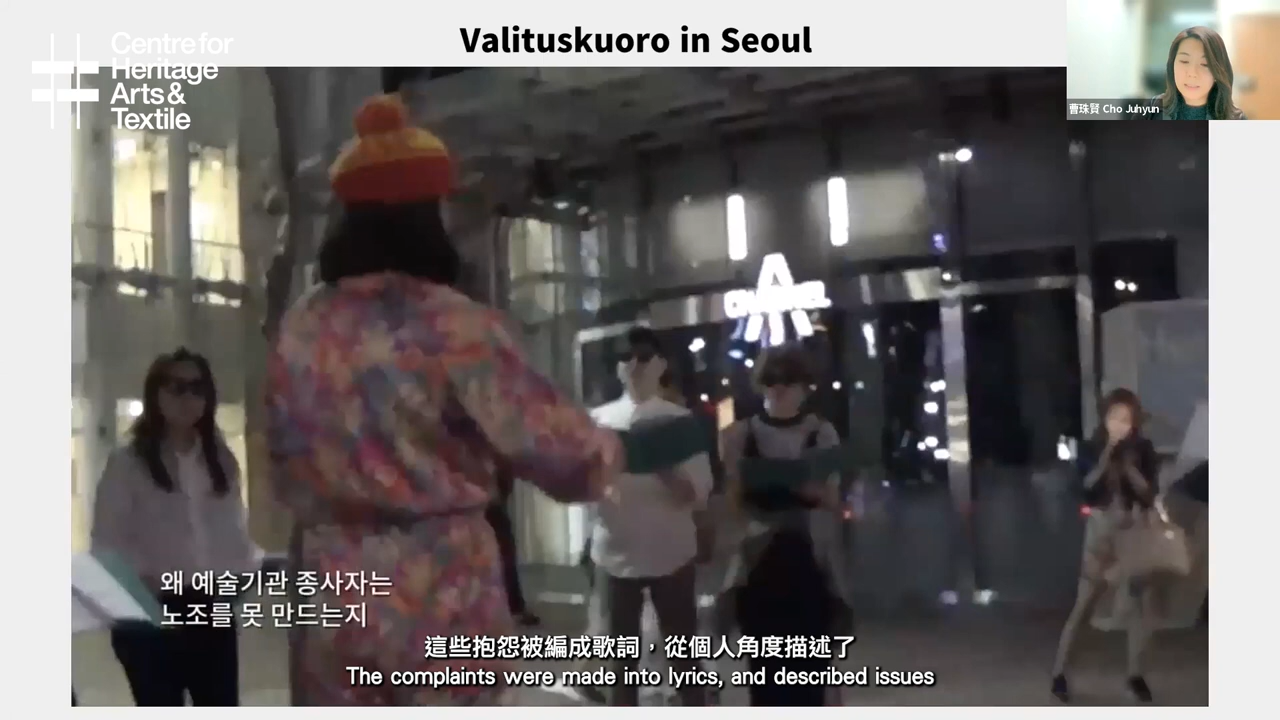 Valituskuoro in Seoul
Centre for
Heritage
Arts&
Textile
曹珠賢 Cho Juhyun
왜 예술기관 종사자는
노조를 못 만드는지
這些抱怨被編成歌詞，從個人角度描述了
The complaints were made into lyrics, and described issues